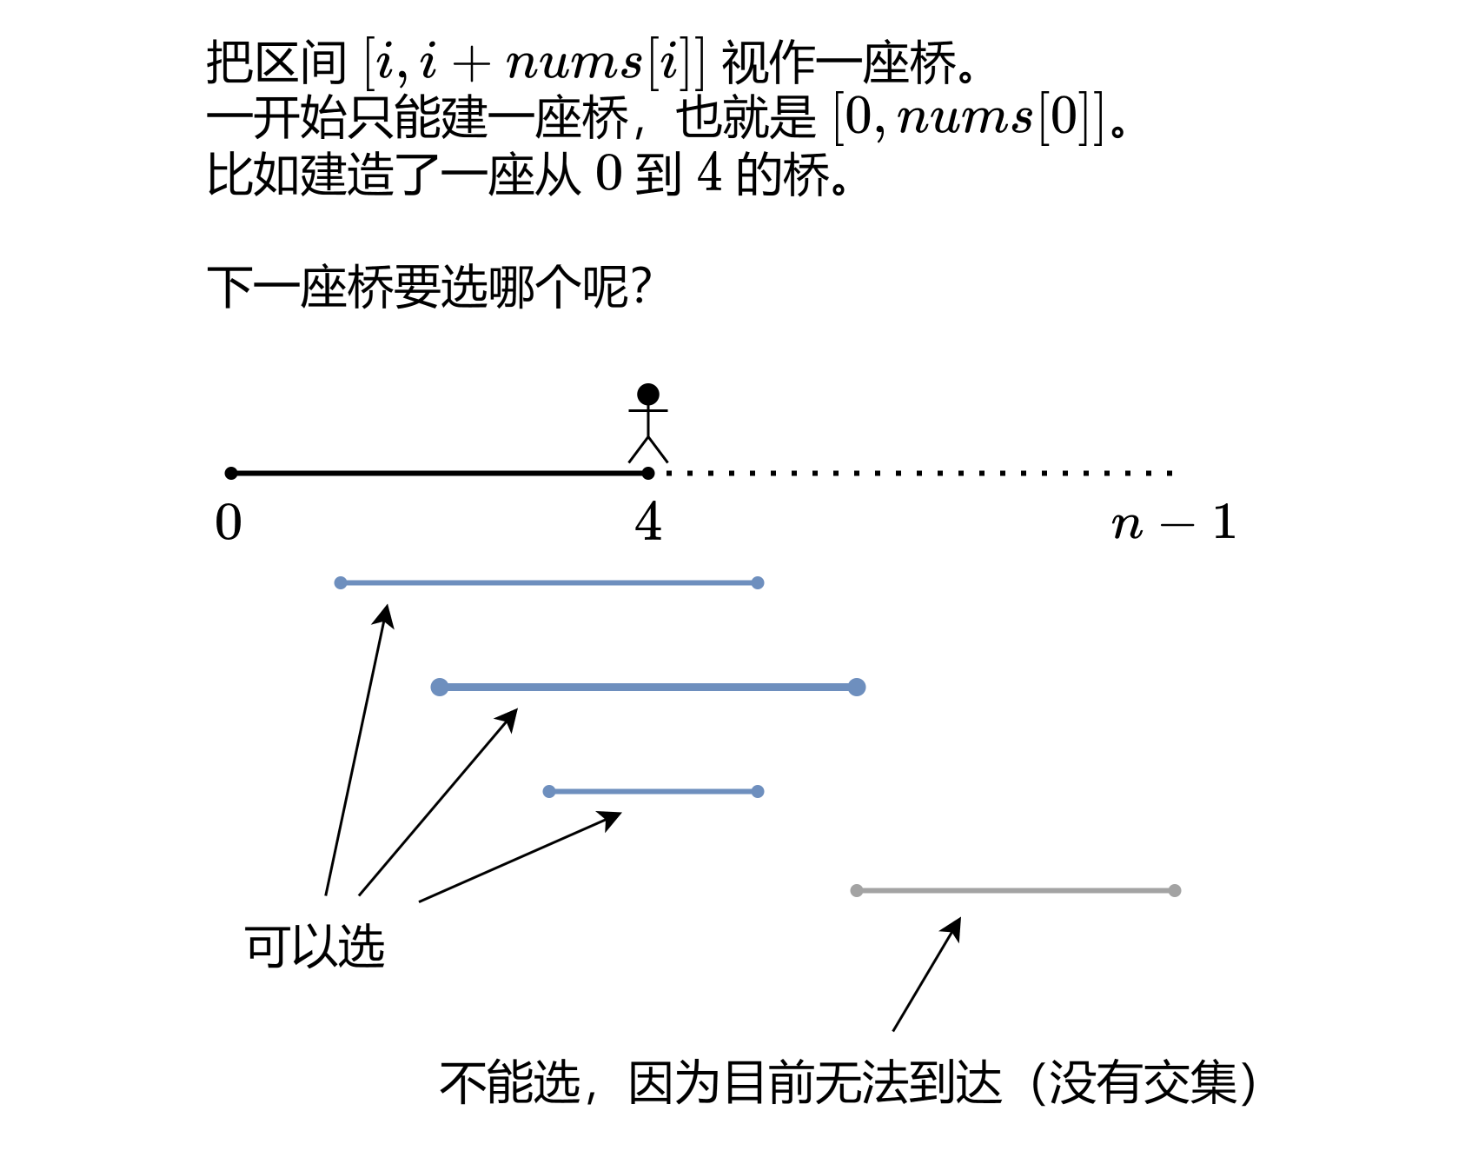 把区间 [i, i + nums[i]] 视作一座桥。
一开始只能建一座桥，也就是 [0, nums[0]]。
比如建造了一座从 0 到 4 的桥。
下一座桥要选哪个呢？
0
4
n − 1
可以选
不能选，因为目前无法到达（没有交集）